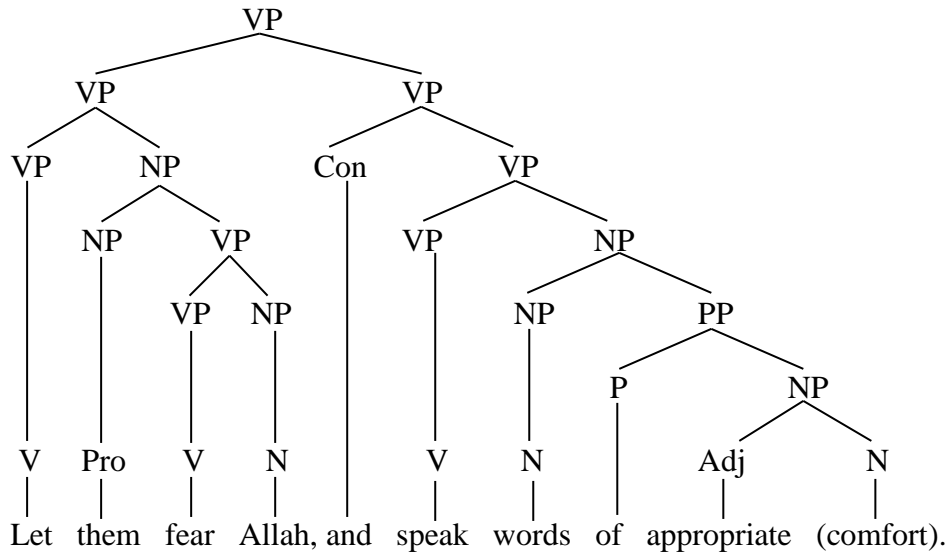 VP
VP VP
VP NP Con VP
NP VP VP NP
VP NP NP PP
P NP
V Pro V N V N Adj N
Let them fear Allah, and speak words of appropriate (comfort).